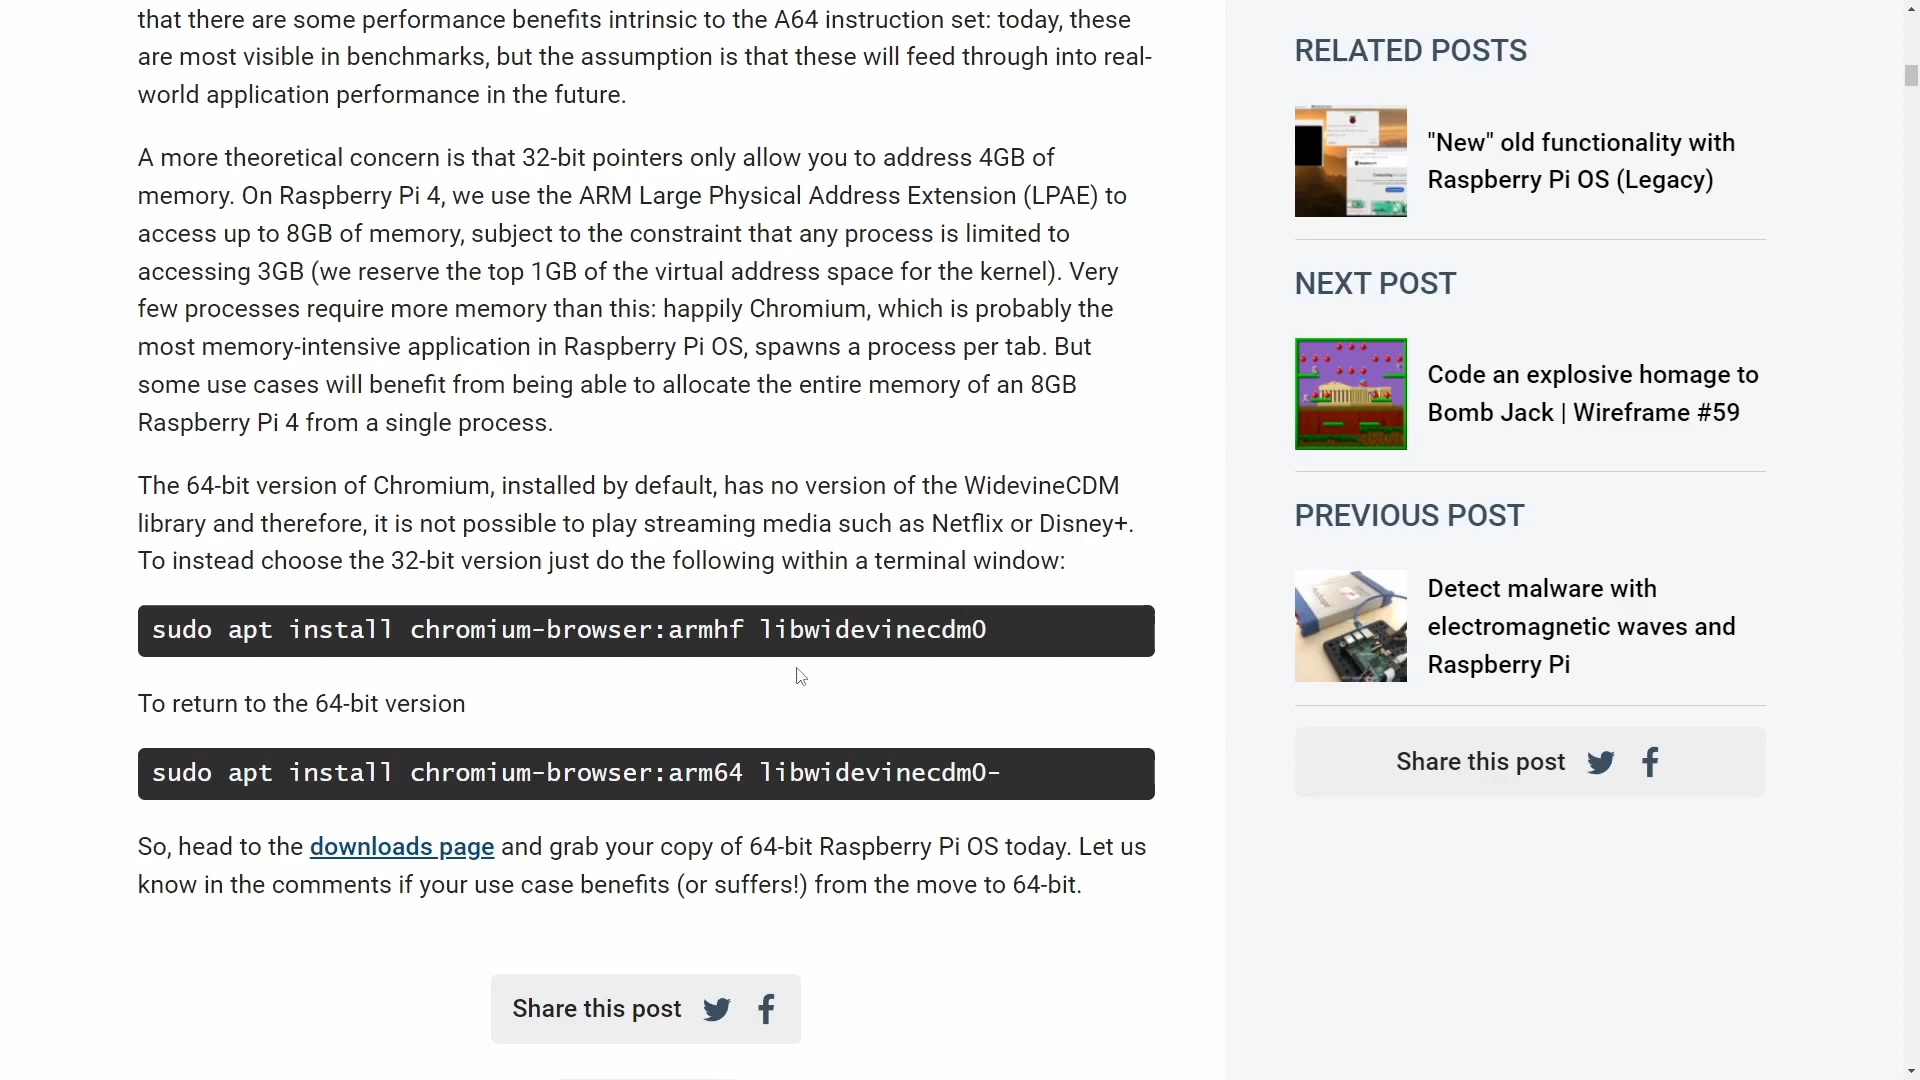 that there are some performance benefits intrinsic to the A64 instruction set: today, these
are most visible in benchmarks, but the assumption is that these will feed through into real-
world application performance in the future.
A more theoretical concern is that 32-bit pointers only allow you to address 4GB of
memory. On Raspberry Pi 4, we use the ARM Large Physical Address Extension (LPAE) to
access up to 8GB of memory, subject to the constraint that any process is limited to
accessing 3GB (we reserve the top 1GB of the virtual address space for the kernel). Very
few processes require more memory than this: happily Chromium, which is probably the
most memory-intensive application in Raspberry Pi OS, spawns a process per tab. But
some use cases will benefit from being able to allocate the entire memory of an 8GB
Raspberry Pi 4 from a single process.
The 64-bit version of Chromium, installed by default, has no version of the WidevineCDM
library and therefore, it is not possible to play streaming media such as Netflix or Disney+.
To instead choose the 32-bit version just do the following within a terminal window:
sudo apt install chromium-browser:armhf libwidevinecdm0
To return to the 64-bit version
sudo apt install chromium-browser:arm64 libwidevinecdm0-
So, head to the downloads page and grab your copy of 64-bit Raspberry Pi OS today. Let us
know in the comments if your use case benefits (or suffers!) from the move to 64-bit.
Share this post
RELATED POSTS
"New" old functionality with
Raspberry Pi OS (Legacy)
NEXT POST
Code an explosive homage to
Bomb Jack | Wireframe #59
PREVIOUS POST
Detect malware with
electromagnetic waves and
Raspberry Pi
Share this post